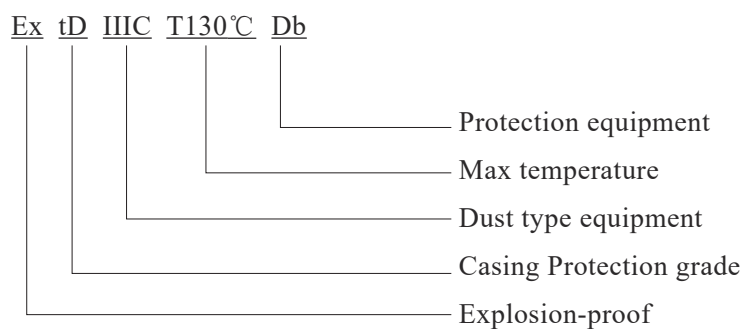 Ex tD IIIC T130℃ Db
Protection equipment
Max temperature
Dust type equipment
Casing Protection grade
Explosion-proof